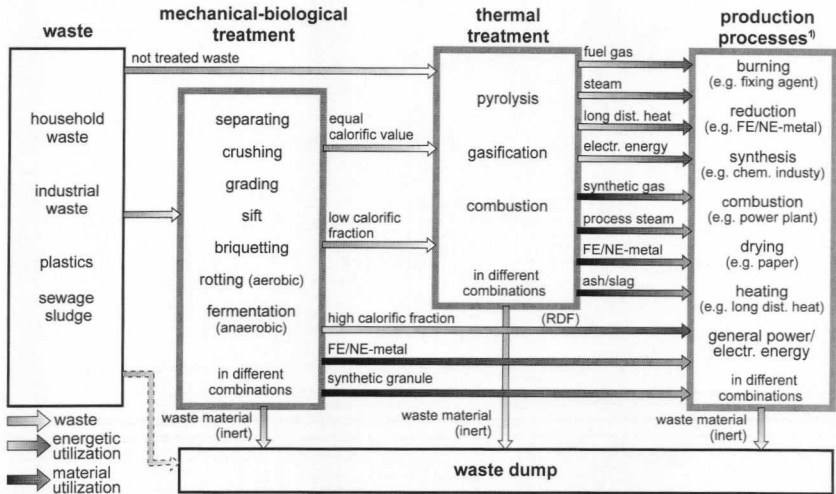 waste
mechanical-biological
treatment
thermal
treatment
production
processes1)
household
waste
industrial
waste
plastics
sewage
sludge
not treated waste
separating
crushing
grading
sift
briquetting
rotting (aerobic)
fermentation
(anaerobic)
in different
combinations
equal
calorific value
low calorific
fraction
high calorific fraction
(RDF)
FE/NE-metal
synthetic granule
pyrolysis
gasification
combustion
in different
combinations
fuel gas
steam
long dist. heat
electr. energy
synthetic gas
process steam
FE/NE-metal
ash/slag
burning
(e.g. fixing agent)
reduction
(e.g. FE/NE-metal)
synthesis
(e.g. chem. industy)
combustion
(e.g. power plant)
drying
(e.g. paper)
heating
(e.g. long dist. heat)
general power/
electr. energy
in different
combinations
waste
energetic
utilization
material
utilization
waste material
(inert)
waste material
(inert)
waste material
(inert)
waste dump